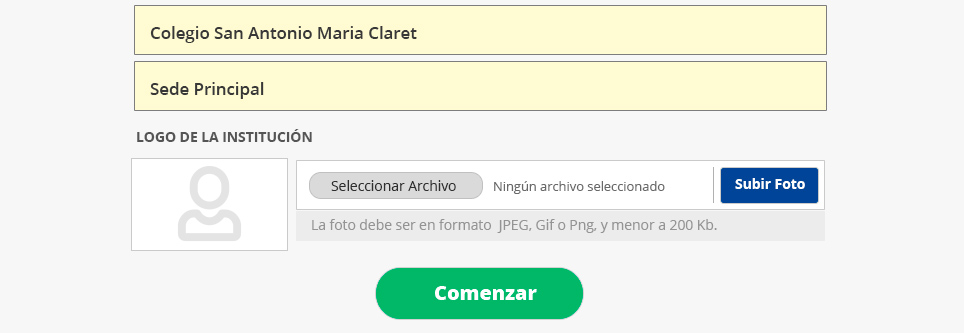 Colegio San Antonio Maria Claret
Sede Principal
LOGO DE LA INSTITUCIÓN
Seleccionar Archivo Ningún archivo seleccionado Subir Foto
La foto debe ser en formato JPEG, Gif o Png, y menor a 200 Kb.
Comenzar